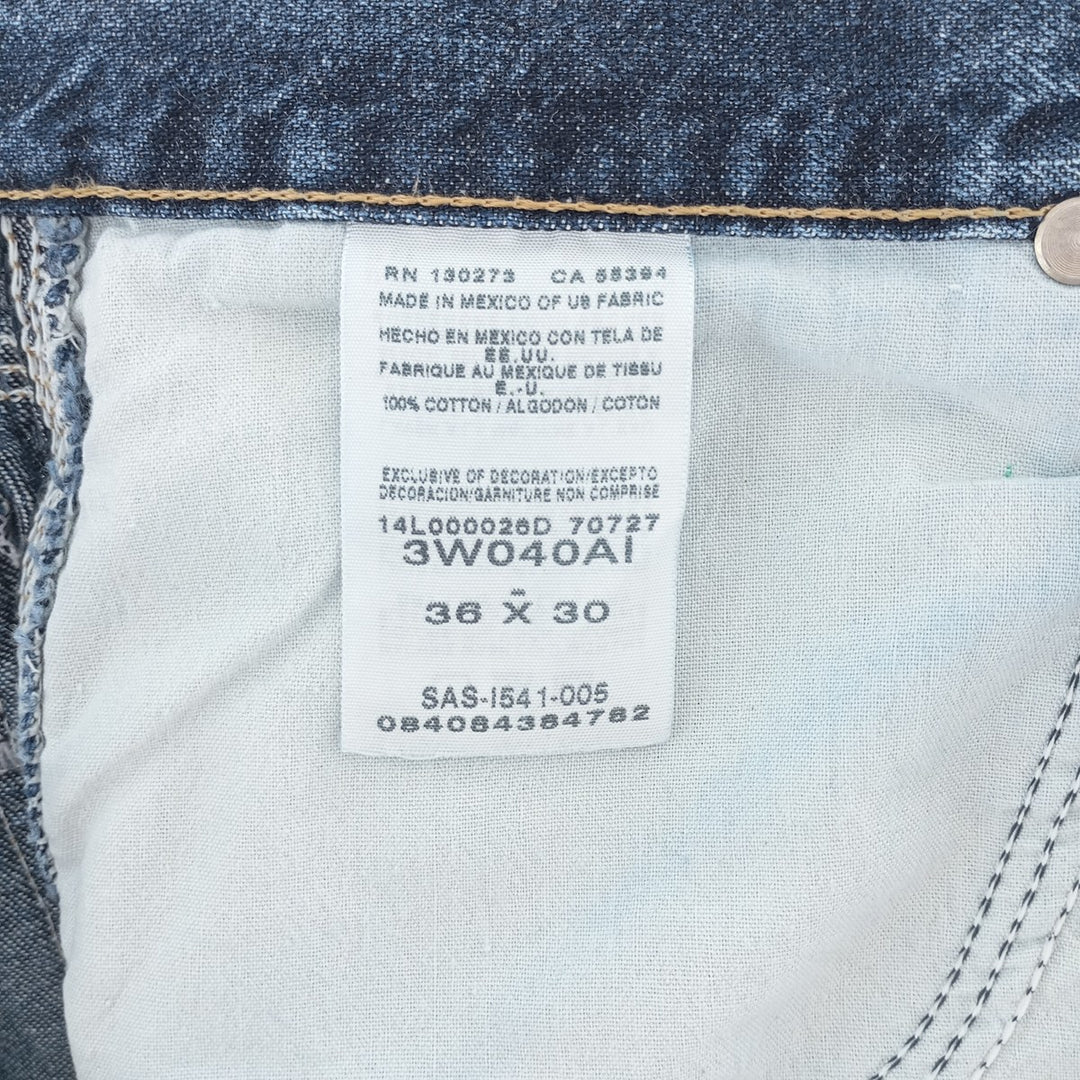 RN 130273 CA 55394
MADE IN MEXICO OF US FABRIC
HECHO EN MEXICO CON TELA DE
EE.UU.
FABRIQUE AU MEXIQUE DE TISSU
E.-U.
100% COTTON / ALGODON / COTON
EXCLUSIVE OF DECORATION/EXCEPTO
DECORACION/GARNITURE NON COMPRISE
14L000026D 70727
3W040AI
36 X 30
SAS-I541-005
084084384782